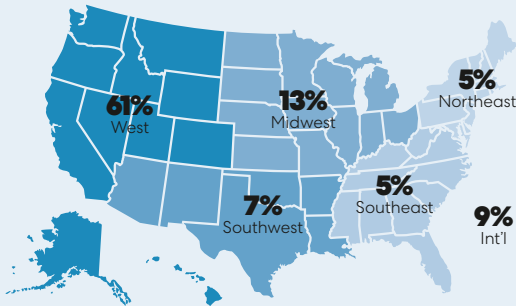 61%
West
13%
Midwest
5%
Northeast
7%
Southwest
5%
Southeast
9%
Int'l